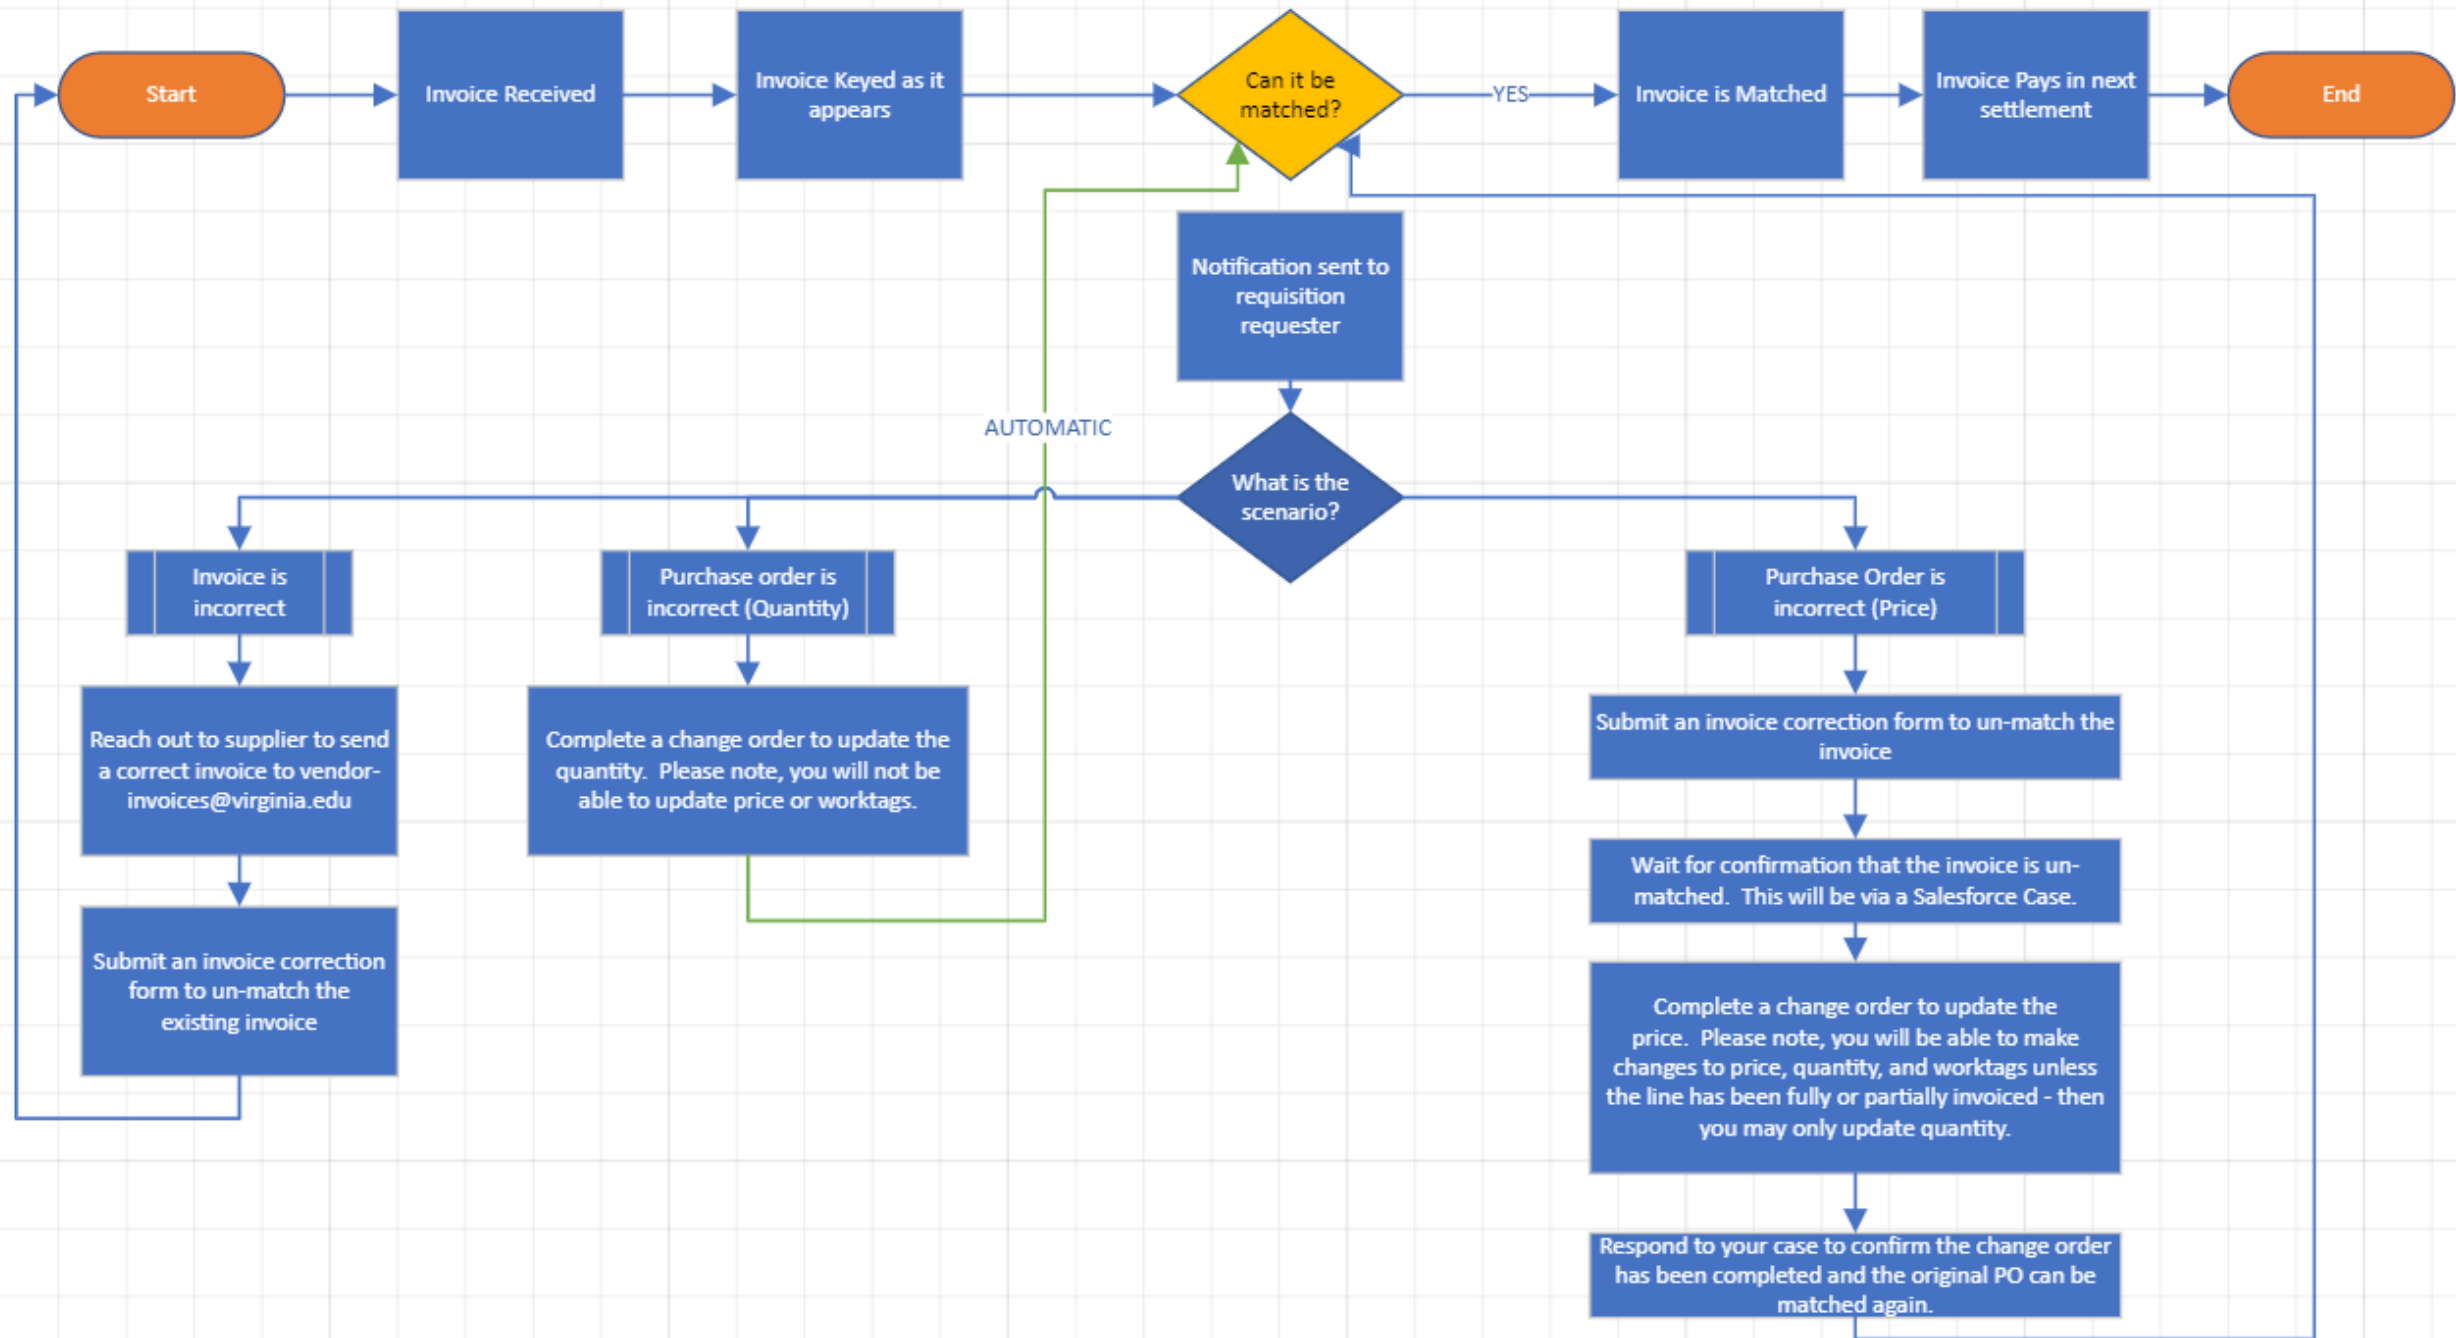 Start
Invoice Received
Invoice Keyed as it
appears
Can it be
matched?
YES
Invoice is Matched
Invoice Pays in next
settlement
End
Notification sent to
requisition
requester
AUTOMATIC
What is the
scenario?
Invoice is
incorrect
Purchase order is
incorrect (Quantity)
Purchase Order is
incorrect (Price)
Reach out to supplier to send
a correct invoice to vendor-
invoices@virginia.edu
Complete a change order to update the
quantity.  Please note, you will not be
able to update price or worktags.
Submit an invoice correction form to un-match the
invoice
Wait for confirmation that the invoice is un-
matched.  This will be via a Salesforce Case.
Submit an invoice correction
form to un-match the
existing invoice
Complete a change order to update the
price.  Please note, you will be able to make
changes to price, quantity, and worktags unless
the line has been fully or partially invoiced - then
you may only update quantity.
Respond to your case to confirm the change order
has been completed and the original PO can be
matched again.